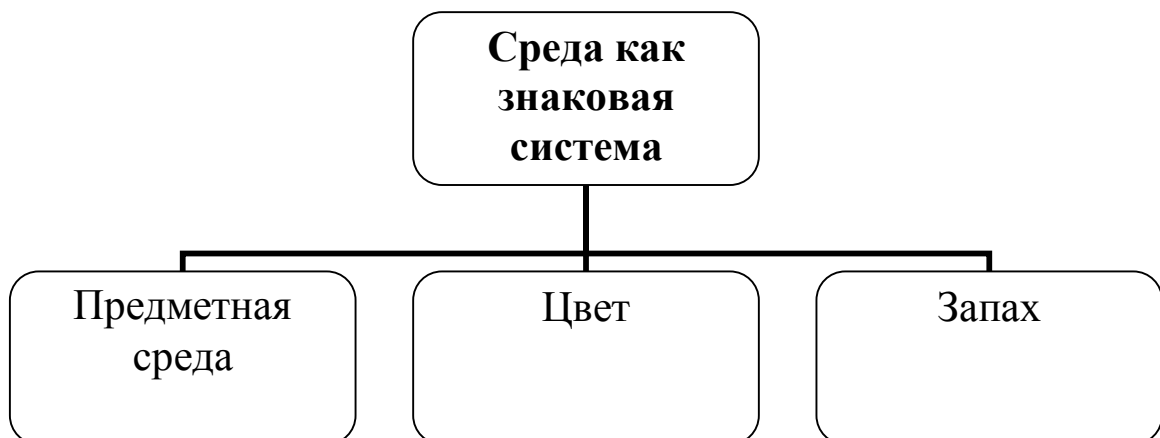 Среда как
знаковая
система
Предметная
среда
Цвет
Запах